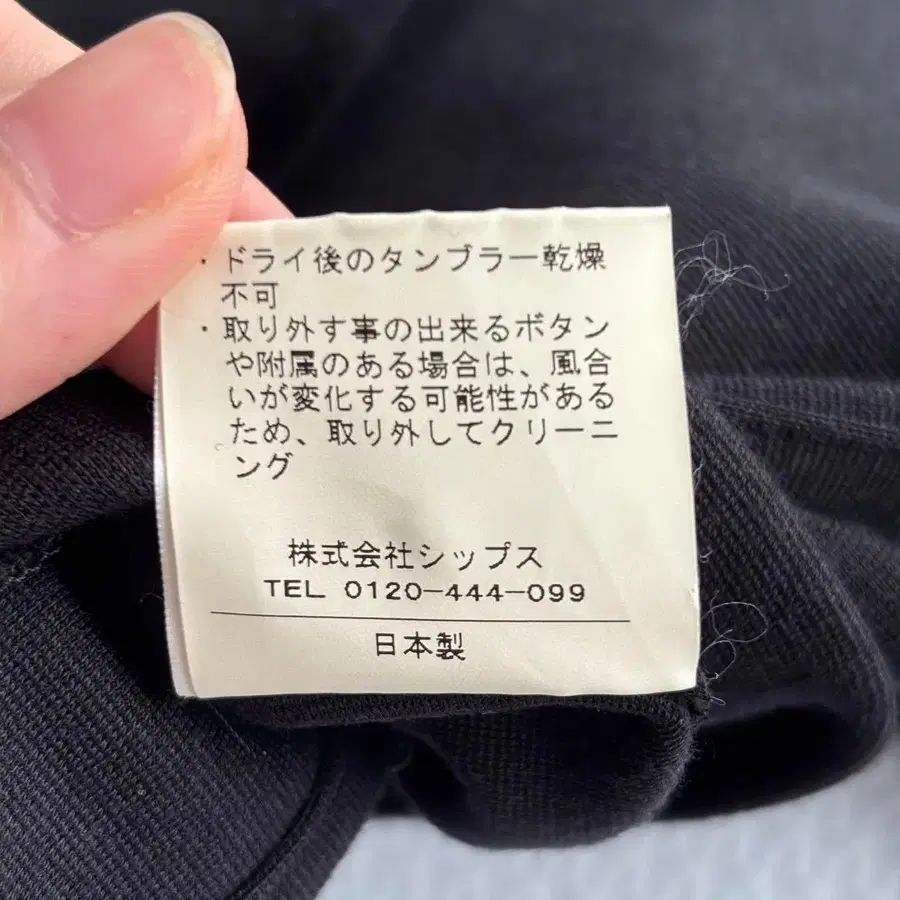 ・ドライ後のタンブラー乾燥
不可
・取り外す事の出来るボタン
や附属のある場合は、風合
いが変化する可能性がある
ため、取り外してクリーニ
ング
株式会社シップス
TEL 0120-444-099
日本製